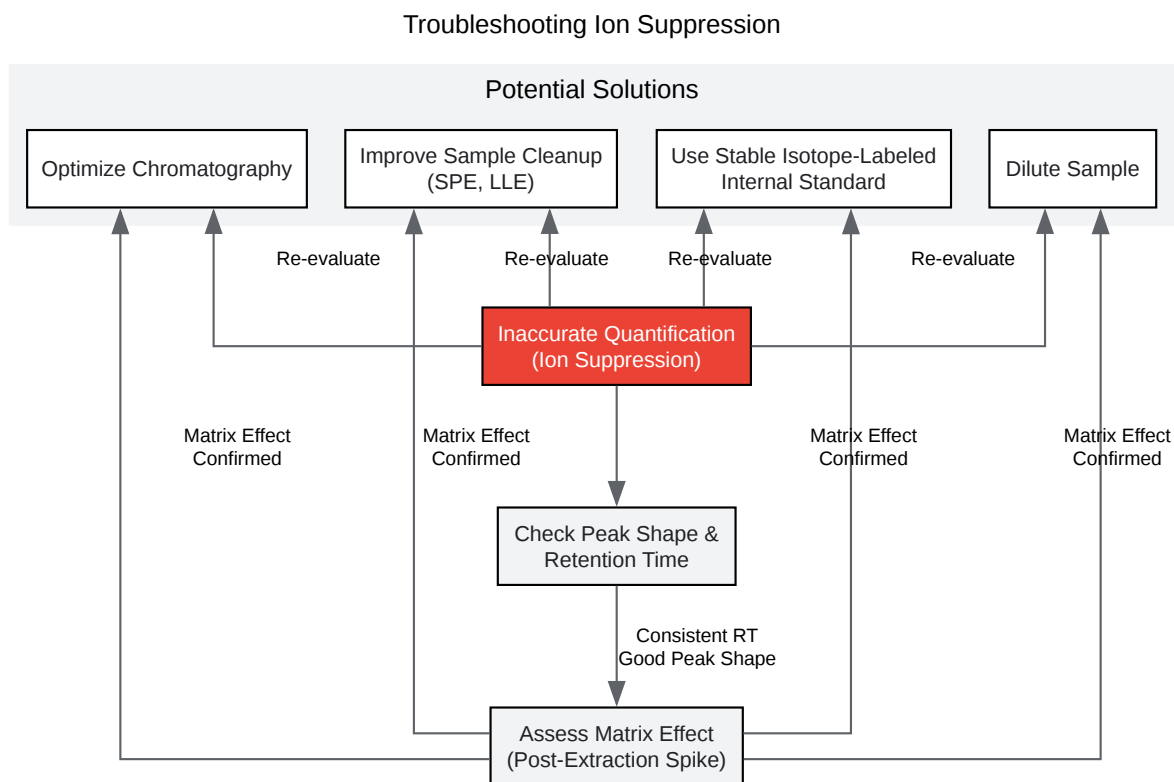 Troubleshooting Ion Suppression
Potential Solutions
Optimize Chromatography
Improve Sample Cleanup
(SPE, LLE)
Use Stable Isotope-Labeled
Internal Standard
Dilute Sample
Re-evaluate
Re-evaluate
Re-evaluate
Re-evaluate
Inaccurate Quantification
(Ion Suppression)
Matrix Effect
Confirmed
Matrix Effect
Confirmed
Matrix Effect
Confirmed
Matrix Effect
Confirmed
Check Peak Shape &
Retention Time
Consistent RT
Good Peak Shape
Assess Matrix Effect
(Post-Extraction Spike)